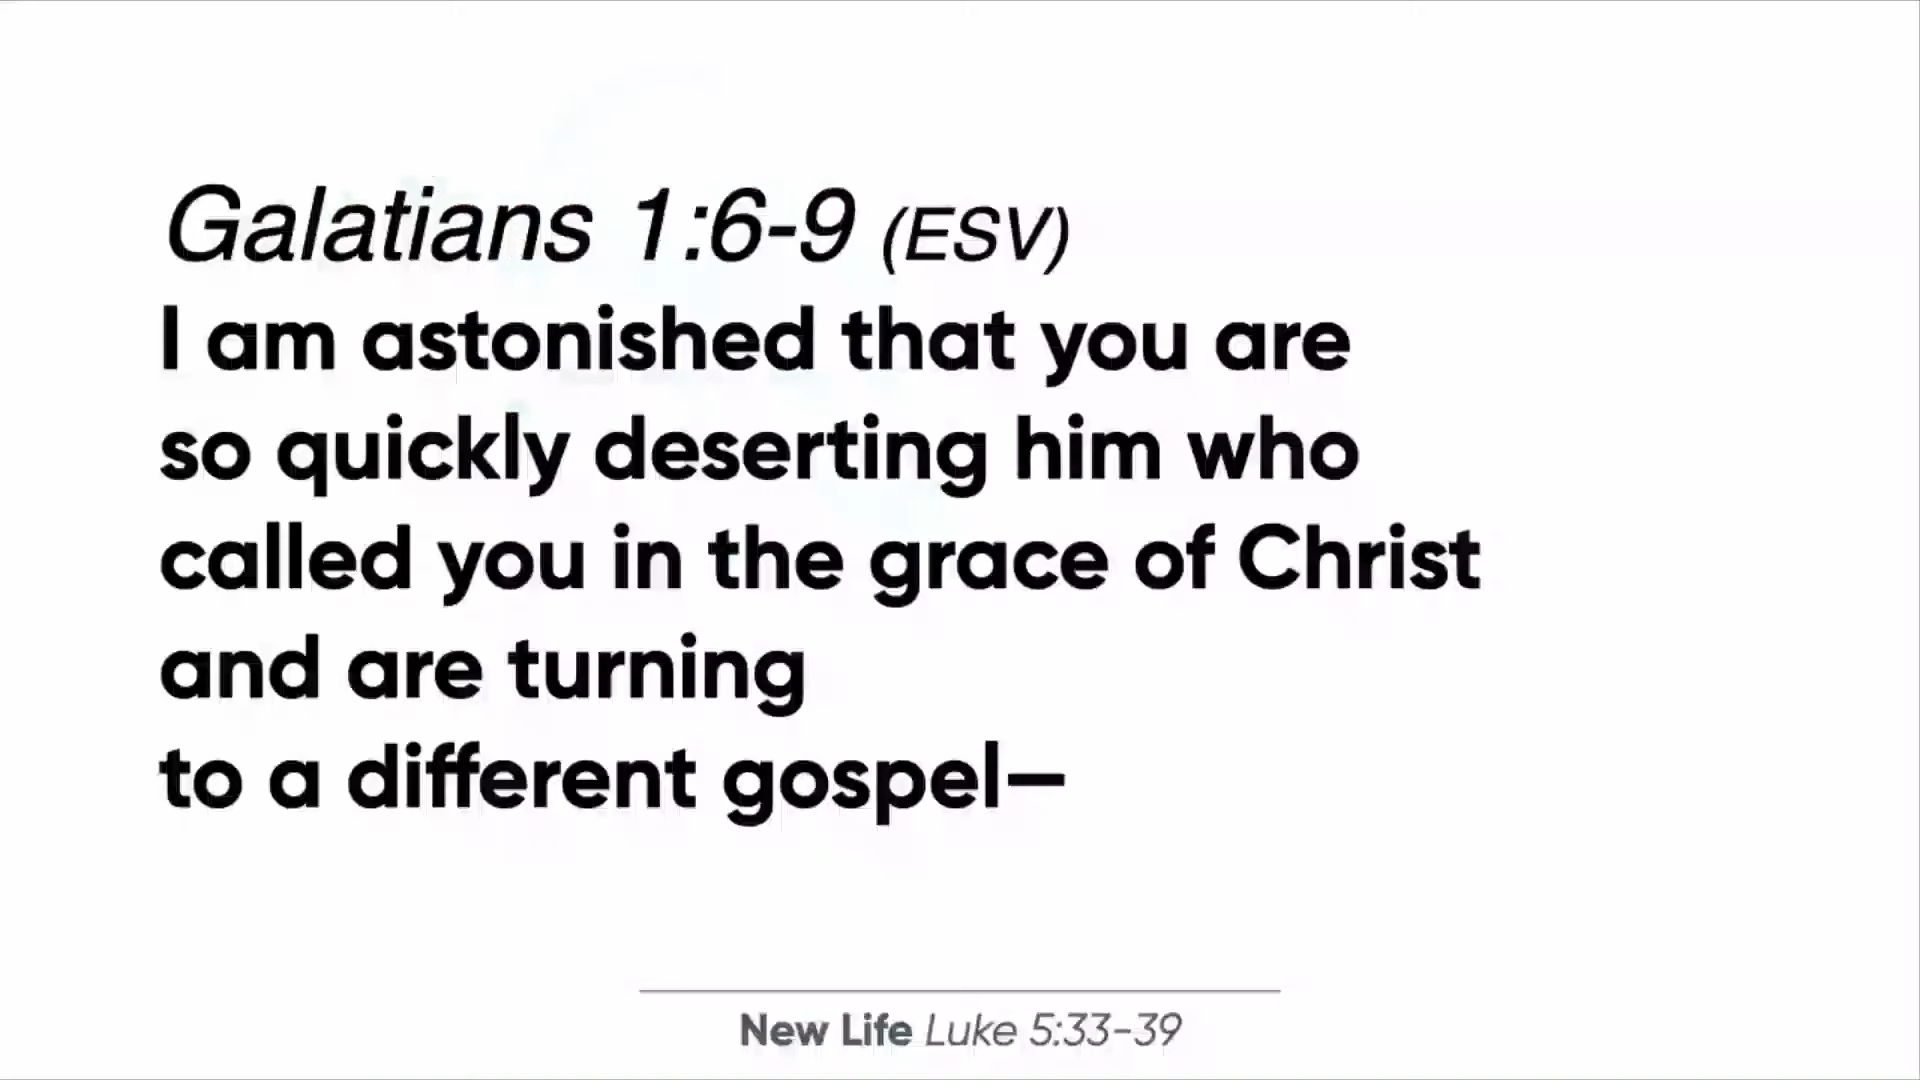 Galatians 1:6-9 (ESV)
I am astonished that you are
so quickly deserting him who
called you in the grace of Christ
and are turning
to a different gospel—
New Life Luke 5:33-39